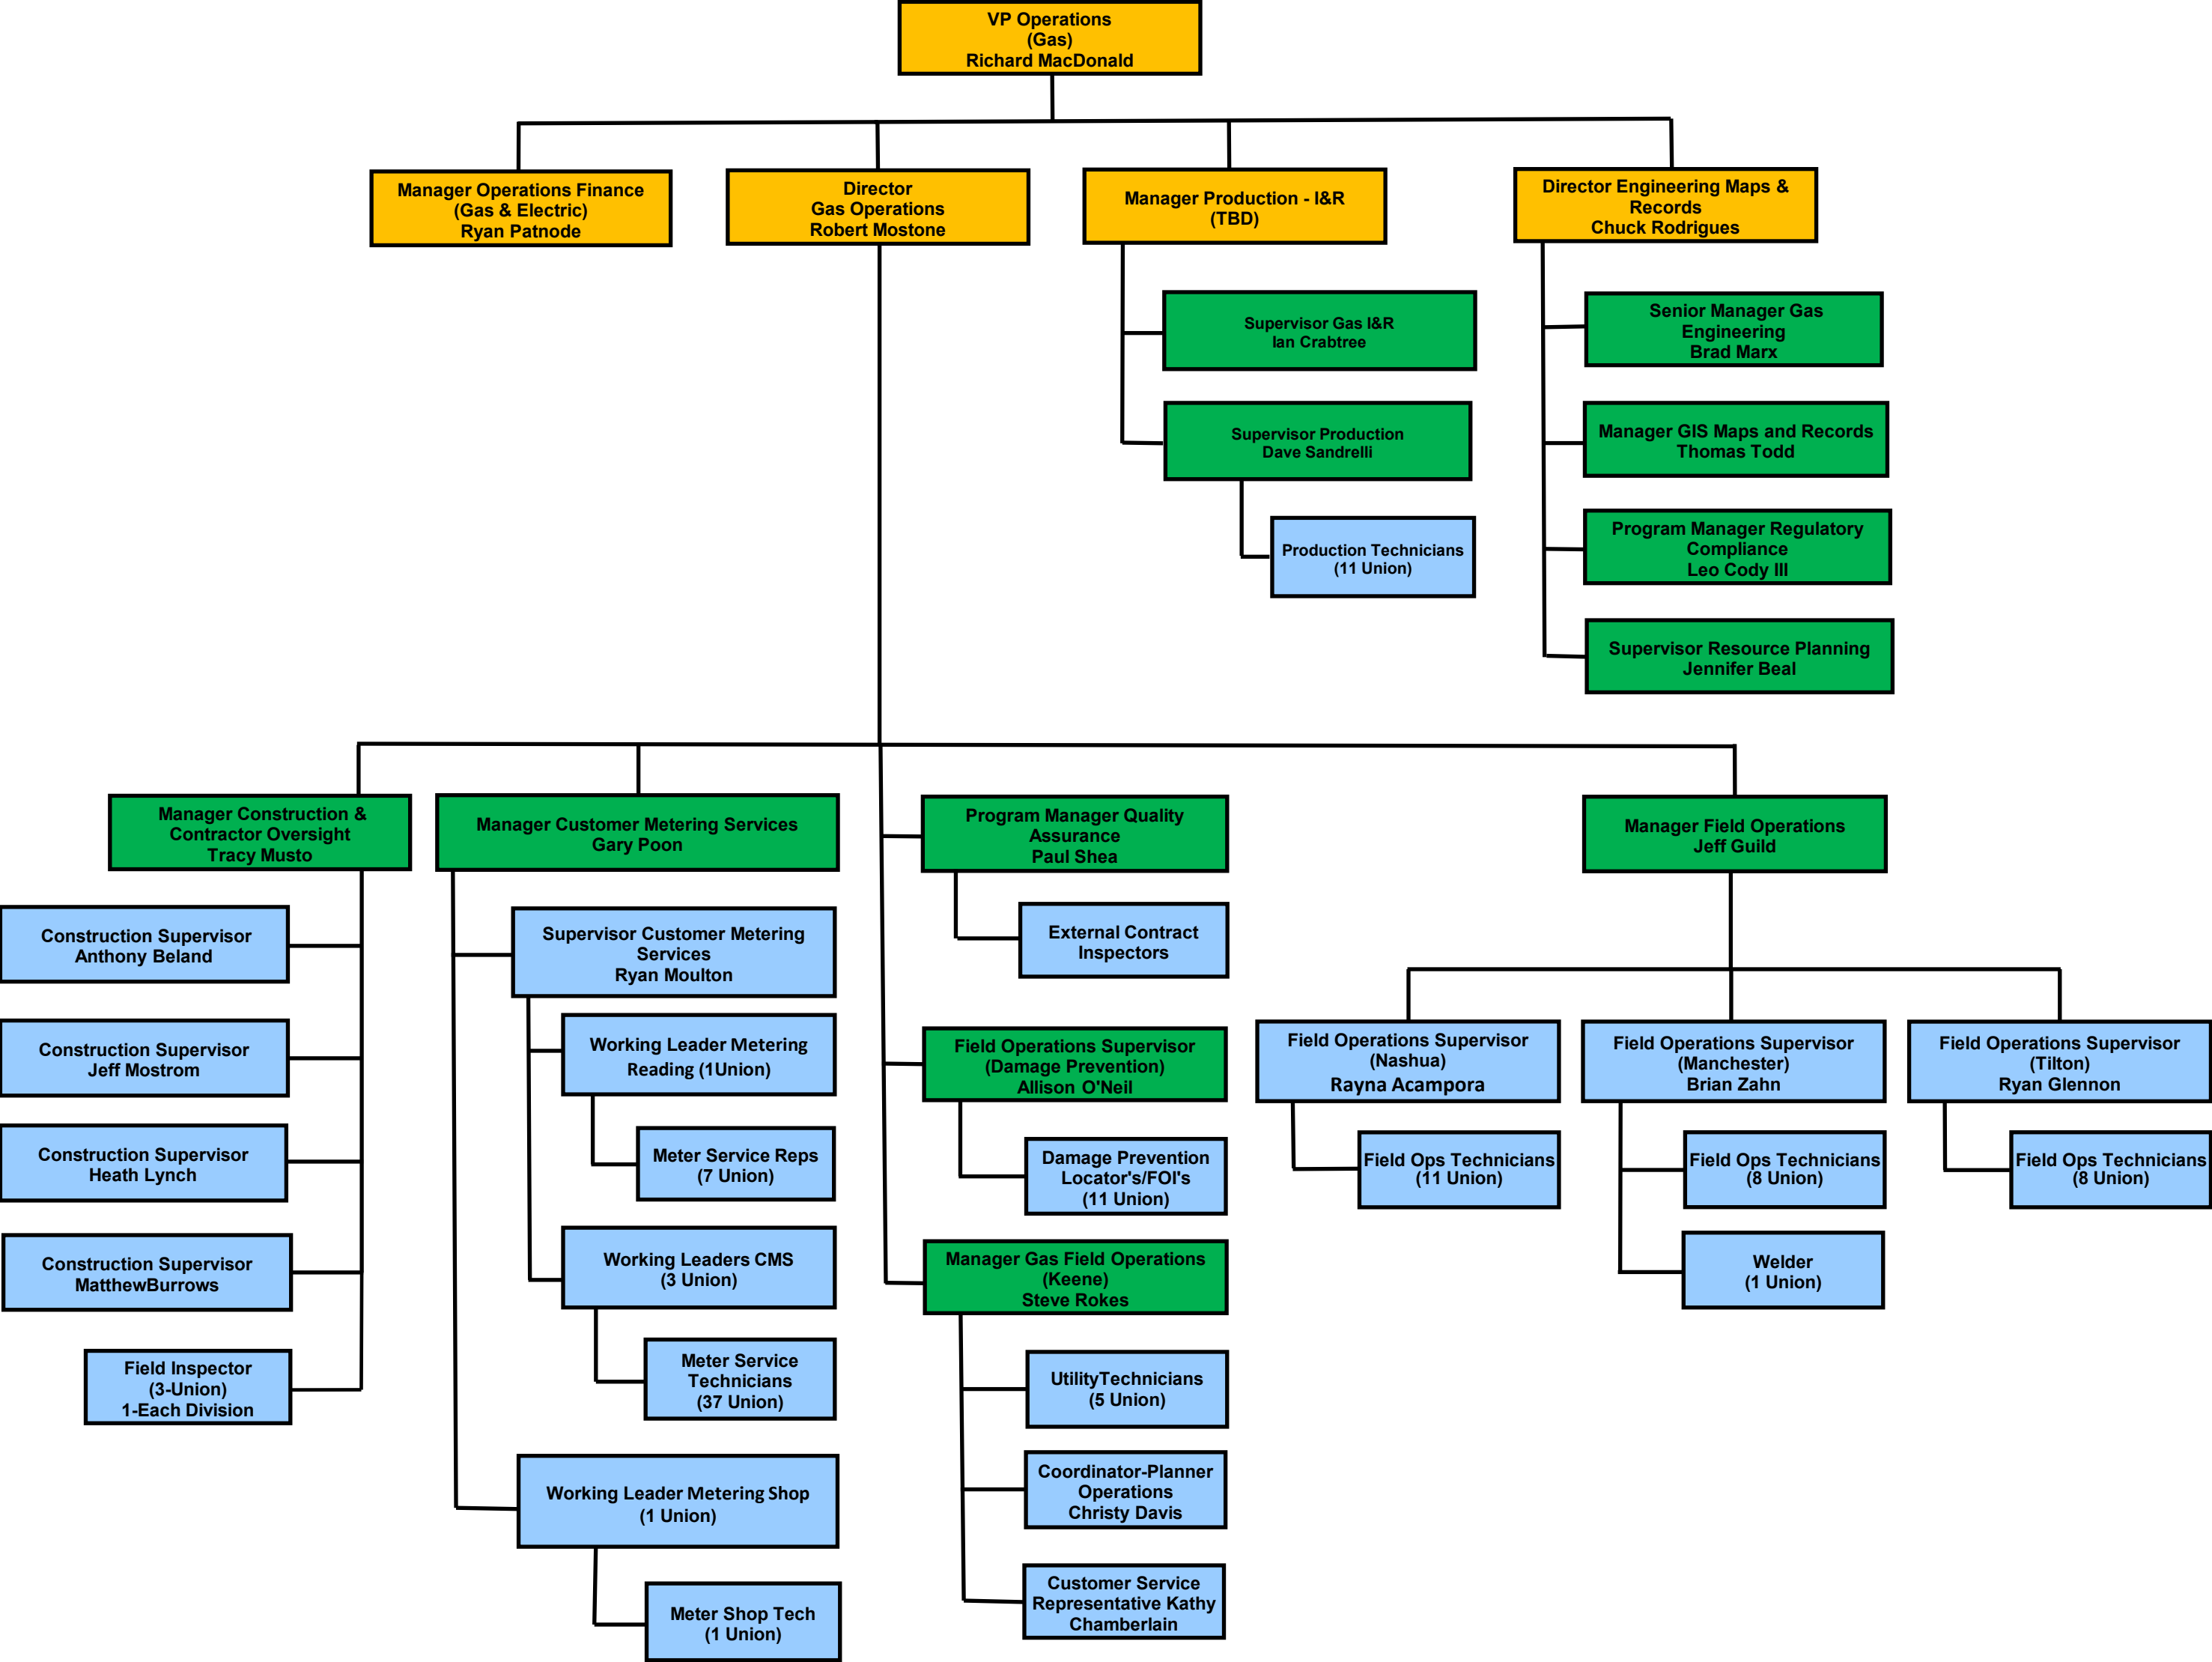 VP Operations
(Gas)
Richard MacDonald
Manager Operations Finance
(Gas & Electric)
Ryan Patnode
Director
Gas Operations
Robert Mostone
Manager Production - I&R
(TBD)
Director Engineering Maps &
Records
Chuck Rodrigues
Supervisor Gas I&R
Ian Crabtree
Supervisor Production
Dave Sandrelli
Production Technicians
(11 Union)
Senior Manager Gas
Engineering
Brad Marx
Manager GIS Maps and Records
Thomas Todd
Program Manager Regulatory
Compliance
Leo Cody III
Supervisor Resource Planning
Jennifer Beal
Manager Construction &
Contractor Oversight
Tracy Musto
Construction Supervisor
Anthony Beland
Construction Supervisor
Jeff Mostrom
Construction Supervisor
Heath Lynch
Construction Supervisor
MatthewBurrows
Field Inspector
(3-Union)
1-Each Division
Manager Customer Metering Services
Gary Poon
Supervisor Customer Metering
Services
Ryan Moulton
Working Leader Metering
Reading (1Union)
Meter Service Reps
(7 Union)
Working Leaders CMS
(3 Union)
Meter Service
Technicians
(37 Union)
Working Leader Metering Shop
(1 Union)
Meter Shop Tech
(1 Union)
Program Manager Quality
Assurance
Paul Shea
External Contract
Inspectors
Field Operations Supervisor
(Damage Prevention)
Allison O'Neil
Damage Prevention
Locator's/FOI's
(11 Union)
Manager Gas Field Operations
(Keene)
Steve Rokes
UtilityTechnicians
(5 Union)
Coordinator-Planner
Operations
Christy Davis
Customer Service
Representative Kathy
Chamberlain
Manager Field Operations
Jeff Guild
Field Operations Supervisor
(Nashua)
Rayna Acampora
Field Ops Technicians
(11 Union)
Field Operations Supervisor
(Manchester)
Brian Zahn
Field Ops Technicians
(8 Union)
Welder
(1 Union)
Field Operations Supervisor
(Tilton)
Ryan Glennon
Field Ops Technicians
(8 Union)